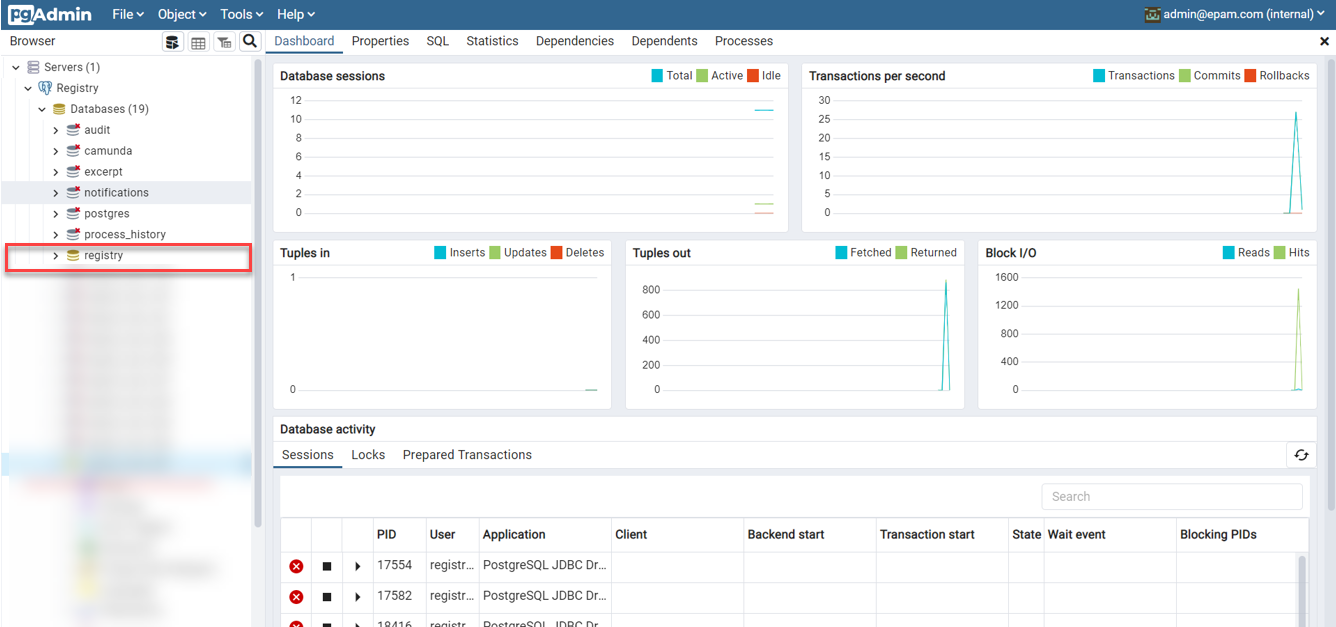 pgAdmin File Object Tools Help admin@epam.com (internal)
Browser Dashboard Properties SQL Statistics Dependencies Dependents Processes
Servers (1)
Registry
Databases (19)
audit
camunda
excerpt
notifications
postgres
process_history
registry
Database sessions Total Active Idle
12
10
8
6
4
2
0
Transactions per second Transactions Commits Rollbacks
30
25
20
15
10
5
0
Tuples in Inserts Updates Deletes
1
0
Tuples out Fetched Returned
800
600
400
200
0
Block I/O Reads Hits
1600
1200
800
400
0
Database activity
Sessions Locks Prepared Transactions
Search
PID User Application Client Backend start Transaction start State Wait event Blocking PIDs
17554 registr... PostgreSQL JDBC Dr...
17582 registr... PostgreSQL JDBC Dr...
18416 registr... PostgreSQL JDBC Dr...